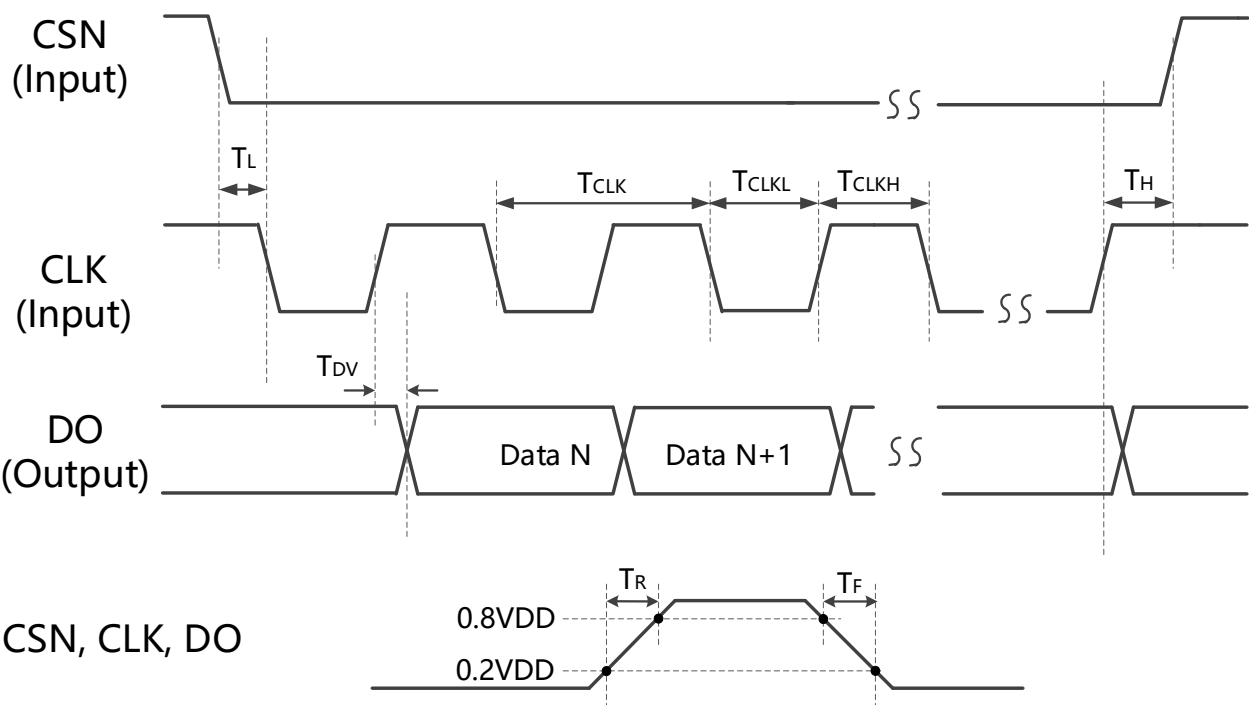 CSN
(Input)
TL
TCLK
TCLKL
TCLKH
TH
CLK
(Input)
TDV
DO
(Output)
Data N
Data N+1
TR
TF
0.8VDD
CSN, CLK, DO
0.2VDD